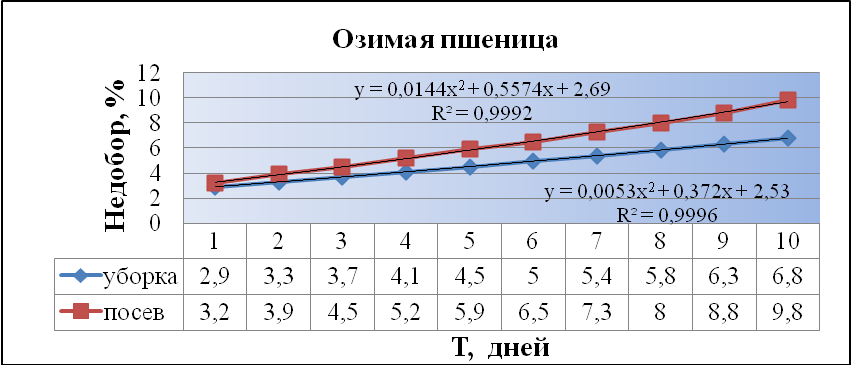 Озимая пшеница
Недобор, %
12
10
8
6
4
2
0
y = 0,0144x² + 0,5574x + 2,69
R² = 0,9992
y = 0,0053x² + 0,372x + 2,53
R² = 0,9996
1 2 3 4 5 6 7 8 9 10
уборка 2,9 3,3 3,7 4,1 4,5 5 5,4 5,8 6,3 6,8
посев 3,2 3,9 4,5 5,2 5,9 6,5 7,3 8 8,8 9,8
Т, дней